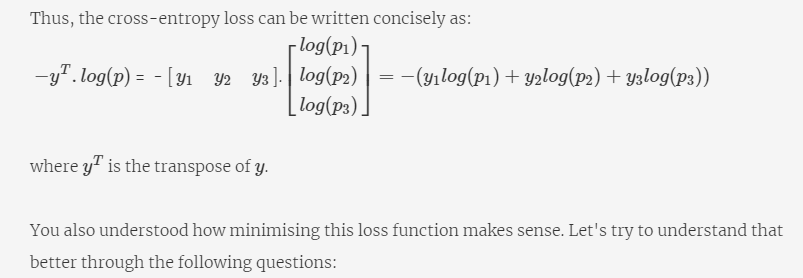 Thus, the cross-entropy loss can be written concisely as:
−yᵀ. log(p) = - [ y₁ y₂ y₃ ]. [ log(p₁) log(p₂) log(p₃) ] = −(y₁log(p₁) + y₂log(p₂) + y₃log(p₃))
where yᵀ is the transpose of y.
You also understood how minimising this loss function makes sense. Let's try to understand that
better through the following questions: